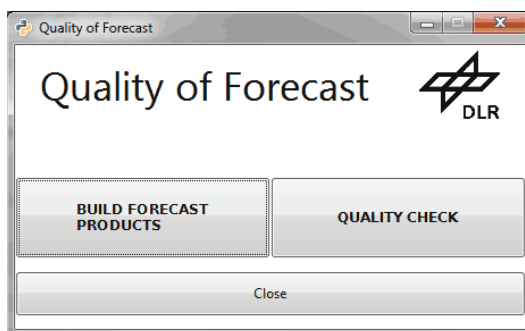 Quality of Forecast
Quality of Forecast
DLR
BUILD FORECAST
PRODUCTS
QUALITY CHECK
Close